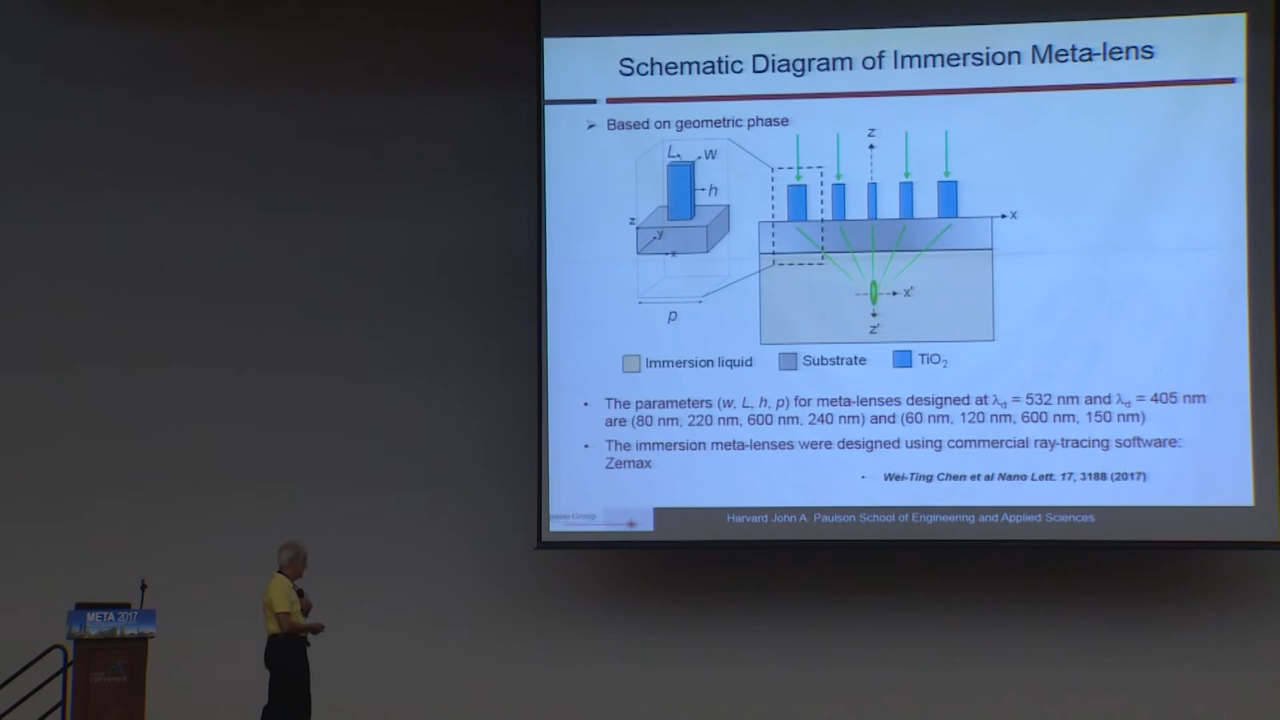 Schematic Diagram of Immersion Meta-lens
➢ Based on geometric phase
L
w
h
z
y
x
p
z
x
x'
z'
Immersion liquid
Substrate
TiO₂
• The parameters (w, L, h, p) for meta-lenses designed at λd = 532 nm and λd = 405 nm
are (80 nm, 220 nm, 600 nm, 240 nm) and (60 nm, 120 nm, 600 nm, 150 nm)
• The immersion meta-lenses were designed using commercial ray-tracing software:
Zemax
• Wei-Ting Chen et al Nano Lett. 17, 3188 (2017)
Group
Harvard John A. Paulson School of Engineering and Applied Sciences
META 2017